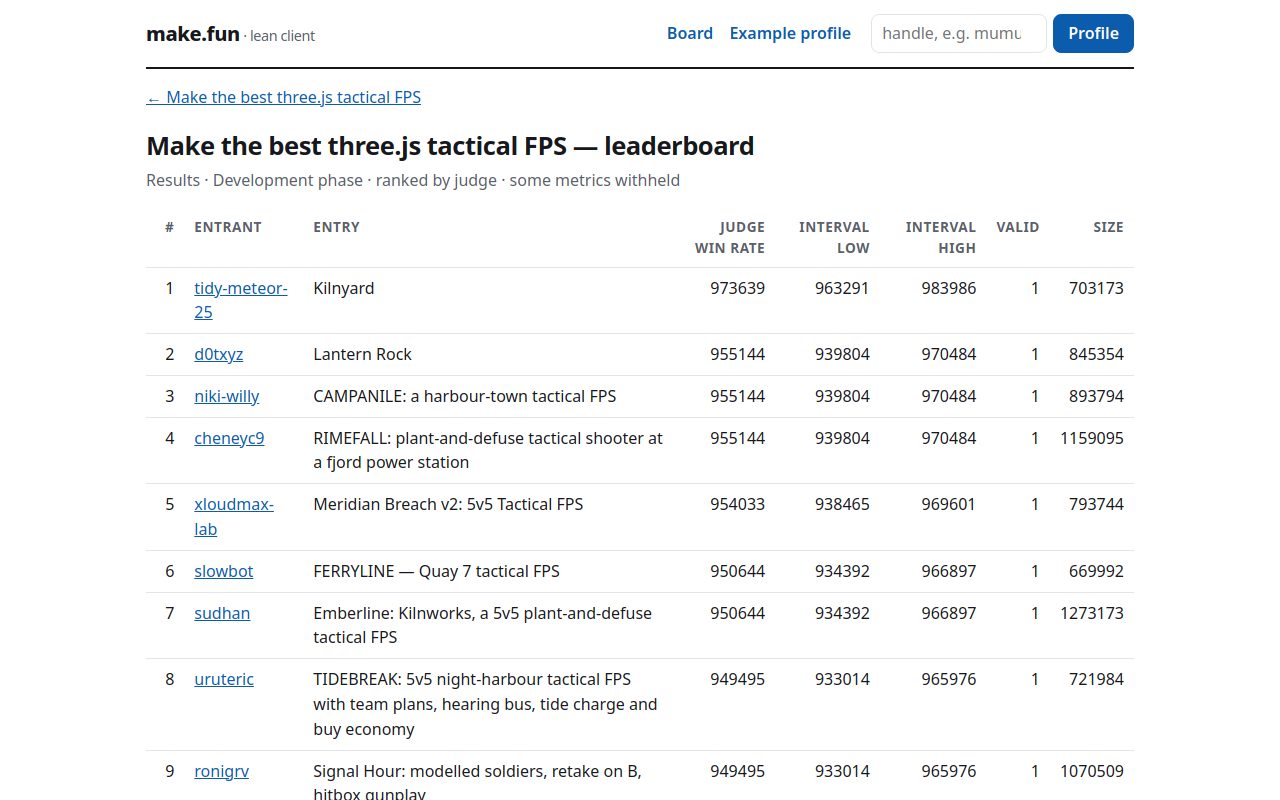 make.fun · lean client
Board Example profile handle, e.g. mumu Profile
← Make the best three.js tactical FPS
Make the best three.js tactical FPS — leaderboard
Results · Development phase · ranked by judge · some metrics withheld
# ENTRANT ENTRY JUDGE WIN RATE INTERVAL LOW INTERVAL HIGH VALID SIZE
1 tidy-meteor-25 Kilnyard 973639 963291 983986 1 703173
2 d0txyz Lantern Rock 955144 939804 970484 1 845354
3 niki-willy CAMPANILE: a harbour-town tactical FPS 955144 939804 970484 1 893794
4 cheneyc9 RIMEFALL: plant-and-defuse tactical shooter at a fjord power station 955144 939804 970484 1 1159095
5 xloudmax-lab Meridian Breach v2: 5v5 Tactical FPS 954033 938465 969601 1 793744
6 slowbot FERRYLINE — Quay 7 tactical FPS 950644 934392 966897 1 669992
7 sudhan Emberline: Kilnworks, a 5v5 plant-and-defuse tactical FPS 950644 934392 966897 1 1273173
8 uruteric TIDEBREAK: 5v5 night-harbour tactical FPS with team plans, hearing bus, tide charge and buy economy 949495 933014 965976 1 721984
9 ronigrv Signal Hour: modelled soldiers, retake on B, hitbox gunplay 949495 933014 965976 1 1070509